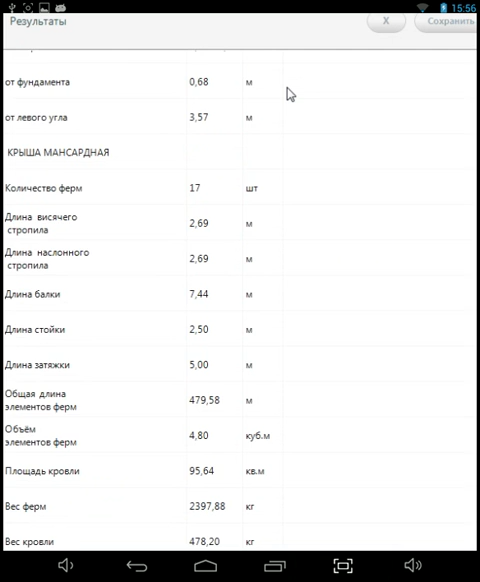 15:56
Результаты
X
Сохранить
от фундамента 0,68 м
от левого угла 3,57 м
КРЫША МАНСАРДНАЯ
Количество ферм 17 шт
Длина висячего
стропила 2,69 м
Длина наслонного
стропила 2,69 м
Длина балки 7,44 м
Длина стойки 2,50 м
Длина затяжки 5,00 м
Общая длина
элементов ферм 479,58 м
Объём
элементов ферм 4,80 куб.м
Площадь кровли 95,64 кв.м
Вес ферм 2397,88 кг
Вес кровли 478,20 кг